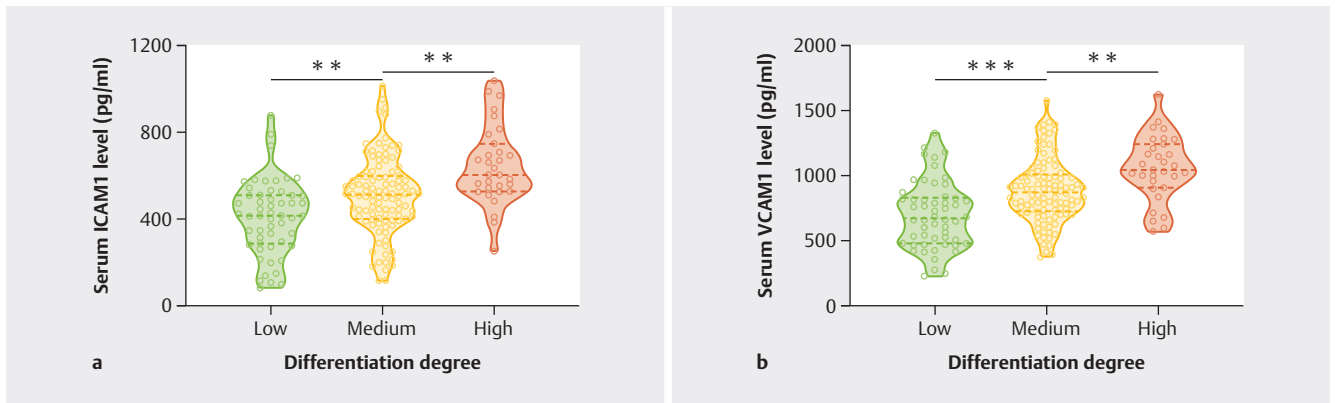 1200
800
400
0
Serum ICAM1 level (pg/ml)
** **
Low Medium High
a Differentiation degree
2000
1500
1000
500
0
Serum VCAM1 level (pg/ml)
*** **
Low Medium High
b Differentiation degree